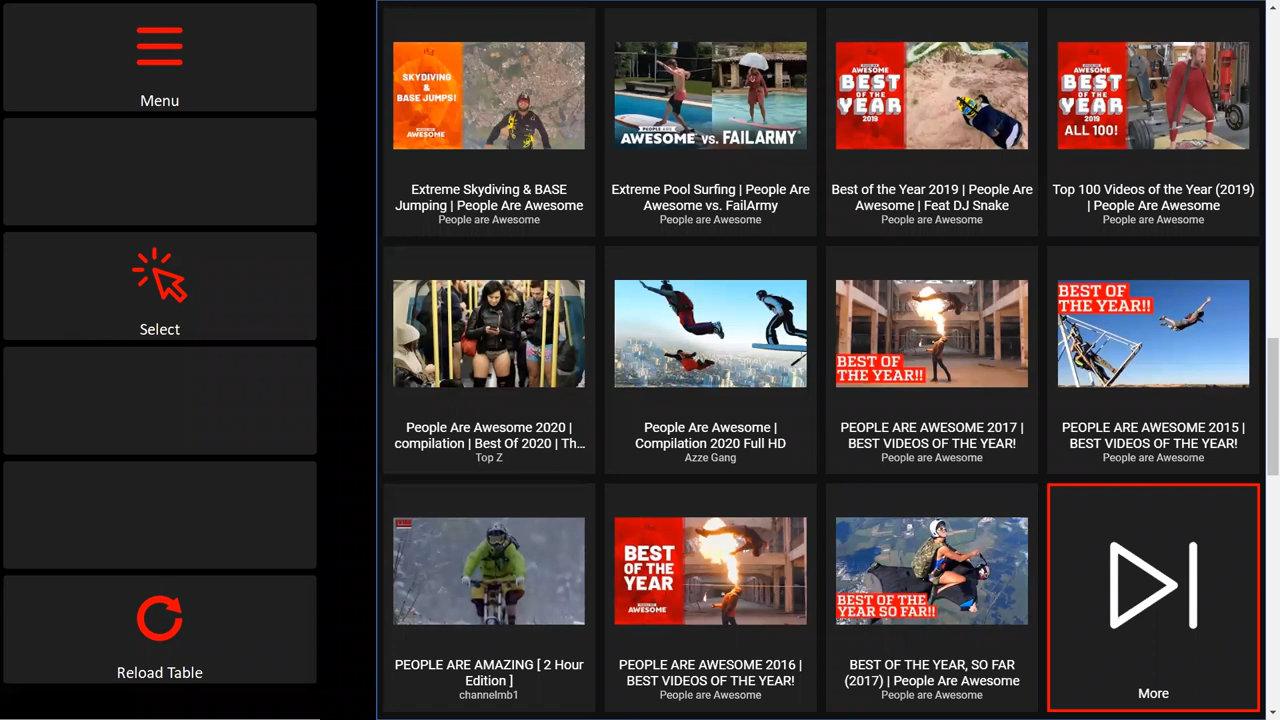 Menu
Select
Reload Table
SKYDIVING
&
BASE JUMPS!
AWESOME
Extreme Skydiving & BASE
Jumping | People Are Awesome
People are Awesome
PEOPLE ARE
AWESOME vs. FAILARMY
Extreme Pool Surfing | People Are
Awesome vs. FailArmy
People are Awesome
AWESOME
BEST
OF THE
YEAR
2019
Best of the Year 2019 | People Are
Awesome | Feat DJ Snake
People are Awesome
AWESOME
BEST
OF THE
YEAR
2019
ALL 100!
Top 100 Videos of the Year (2019)
| People Are Awesome
People are Awesome
People Are Awesome 2020 |
compilation | Best Of 2020 | Th...
Top Z
People Are Awesome |
Compilation 2020 Full HD
Azze Gang
BEST OF
THE YEAR!!
PEOPLE ARE AWESOME 2017 |
BEST VIDEOS OF THE YEAR!
People are Awesome
BEST OF
THE YEAR!!
PEOPLE ARE AWESOME 2015 |
BEST VIDEOS OF THE YEAR!
People are Awesome
PEOPLE ARE AMAZING [ 2 Hour
Edition ]
channelmb1
BEST
OF THE
YEAR
AWESOME
PEOPLE ARE AWESOME 2016 |
BEST VIDEOS OF THE YEAR!
People are Awesome
BEST OF THE
YEAR SO FAR!!
BEST OF THE YEAR, SO FAR
(2017) | People Are Awesome
People are Awesome
More